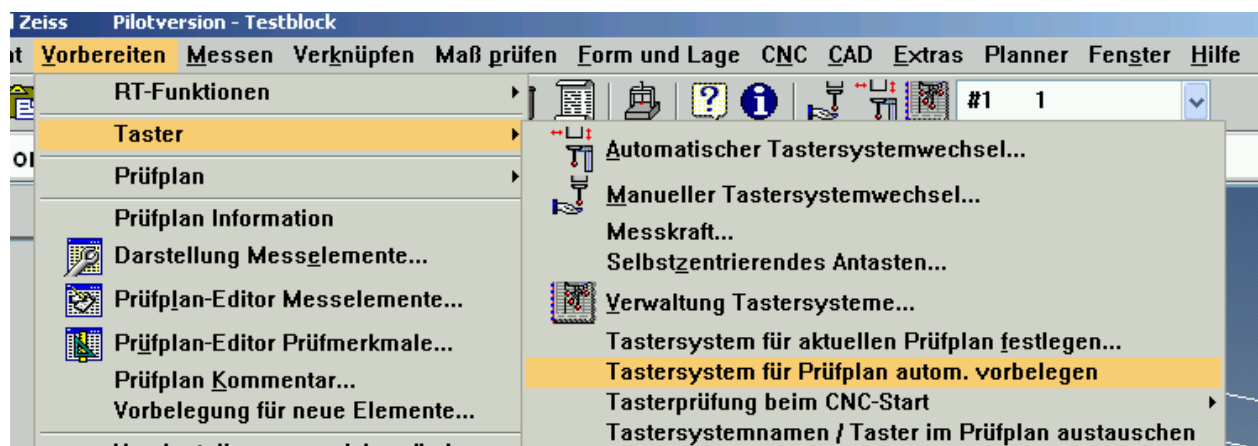 Zeiss Pilotversion - Testblock
Vorbereiten Messen Verknüpfen Maß prüfen Form und Lage CNC CAD Extras Planner Fenster Hilfe
#1 1
RT-Funktionen
Taster
Prüfplan
Prüfplan Information
Darstellung Messelemente...
Prüfplan-Editor Messelemente...
Prüfplan-Editor Prüfmerkmale...
Prüfplan Kommentar...
Vorbelegung für neue Elemente...
Automatischer Tastersystemwechsel...
Manueller Tastersystemwechsel...
Messkraft...
Selbstzentrierendes Antasten...
Verwaltung Tastersysteme...
Tastersystem für aktuellen Prüfplan festlegen...
Tastersystem für Prüfplan autom. vorbelegen
Tasterprüfung beim CNC-Start
Tastersystemnamen / Taster im Prüfplan austauschen